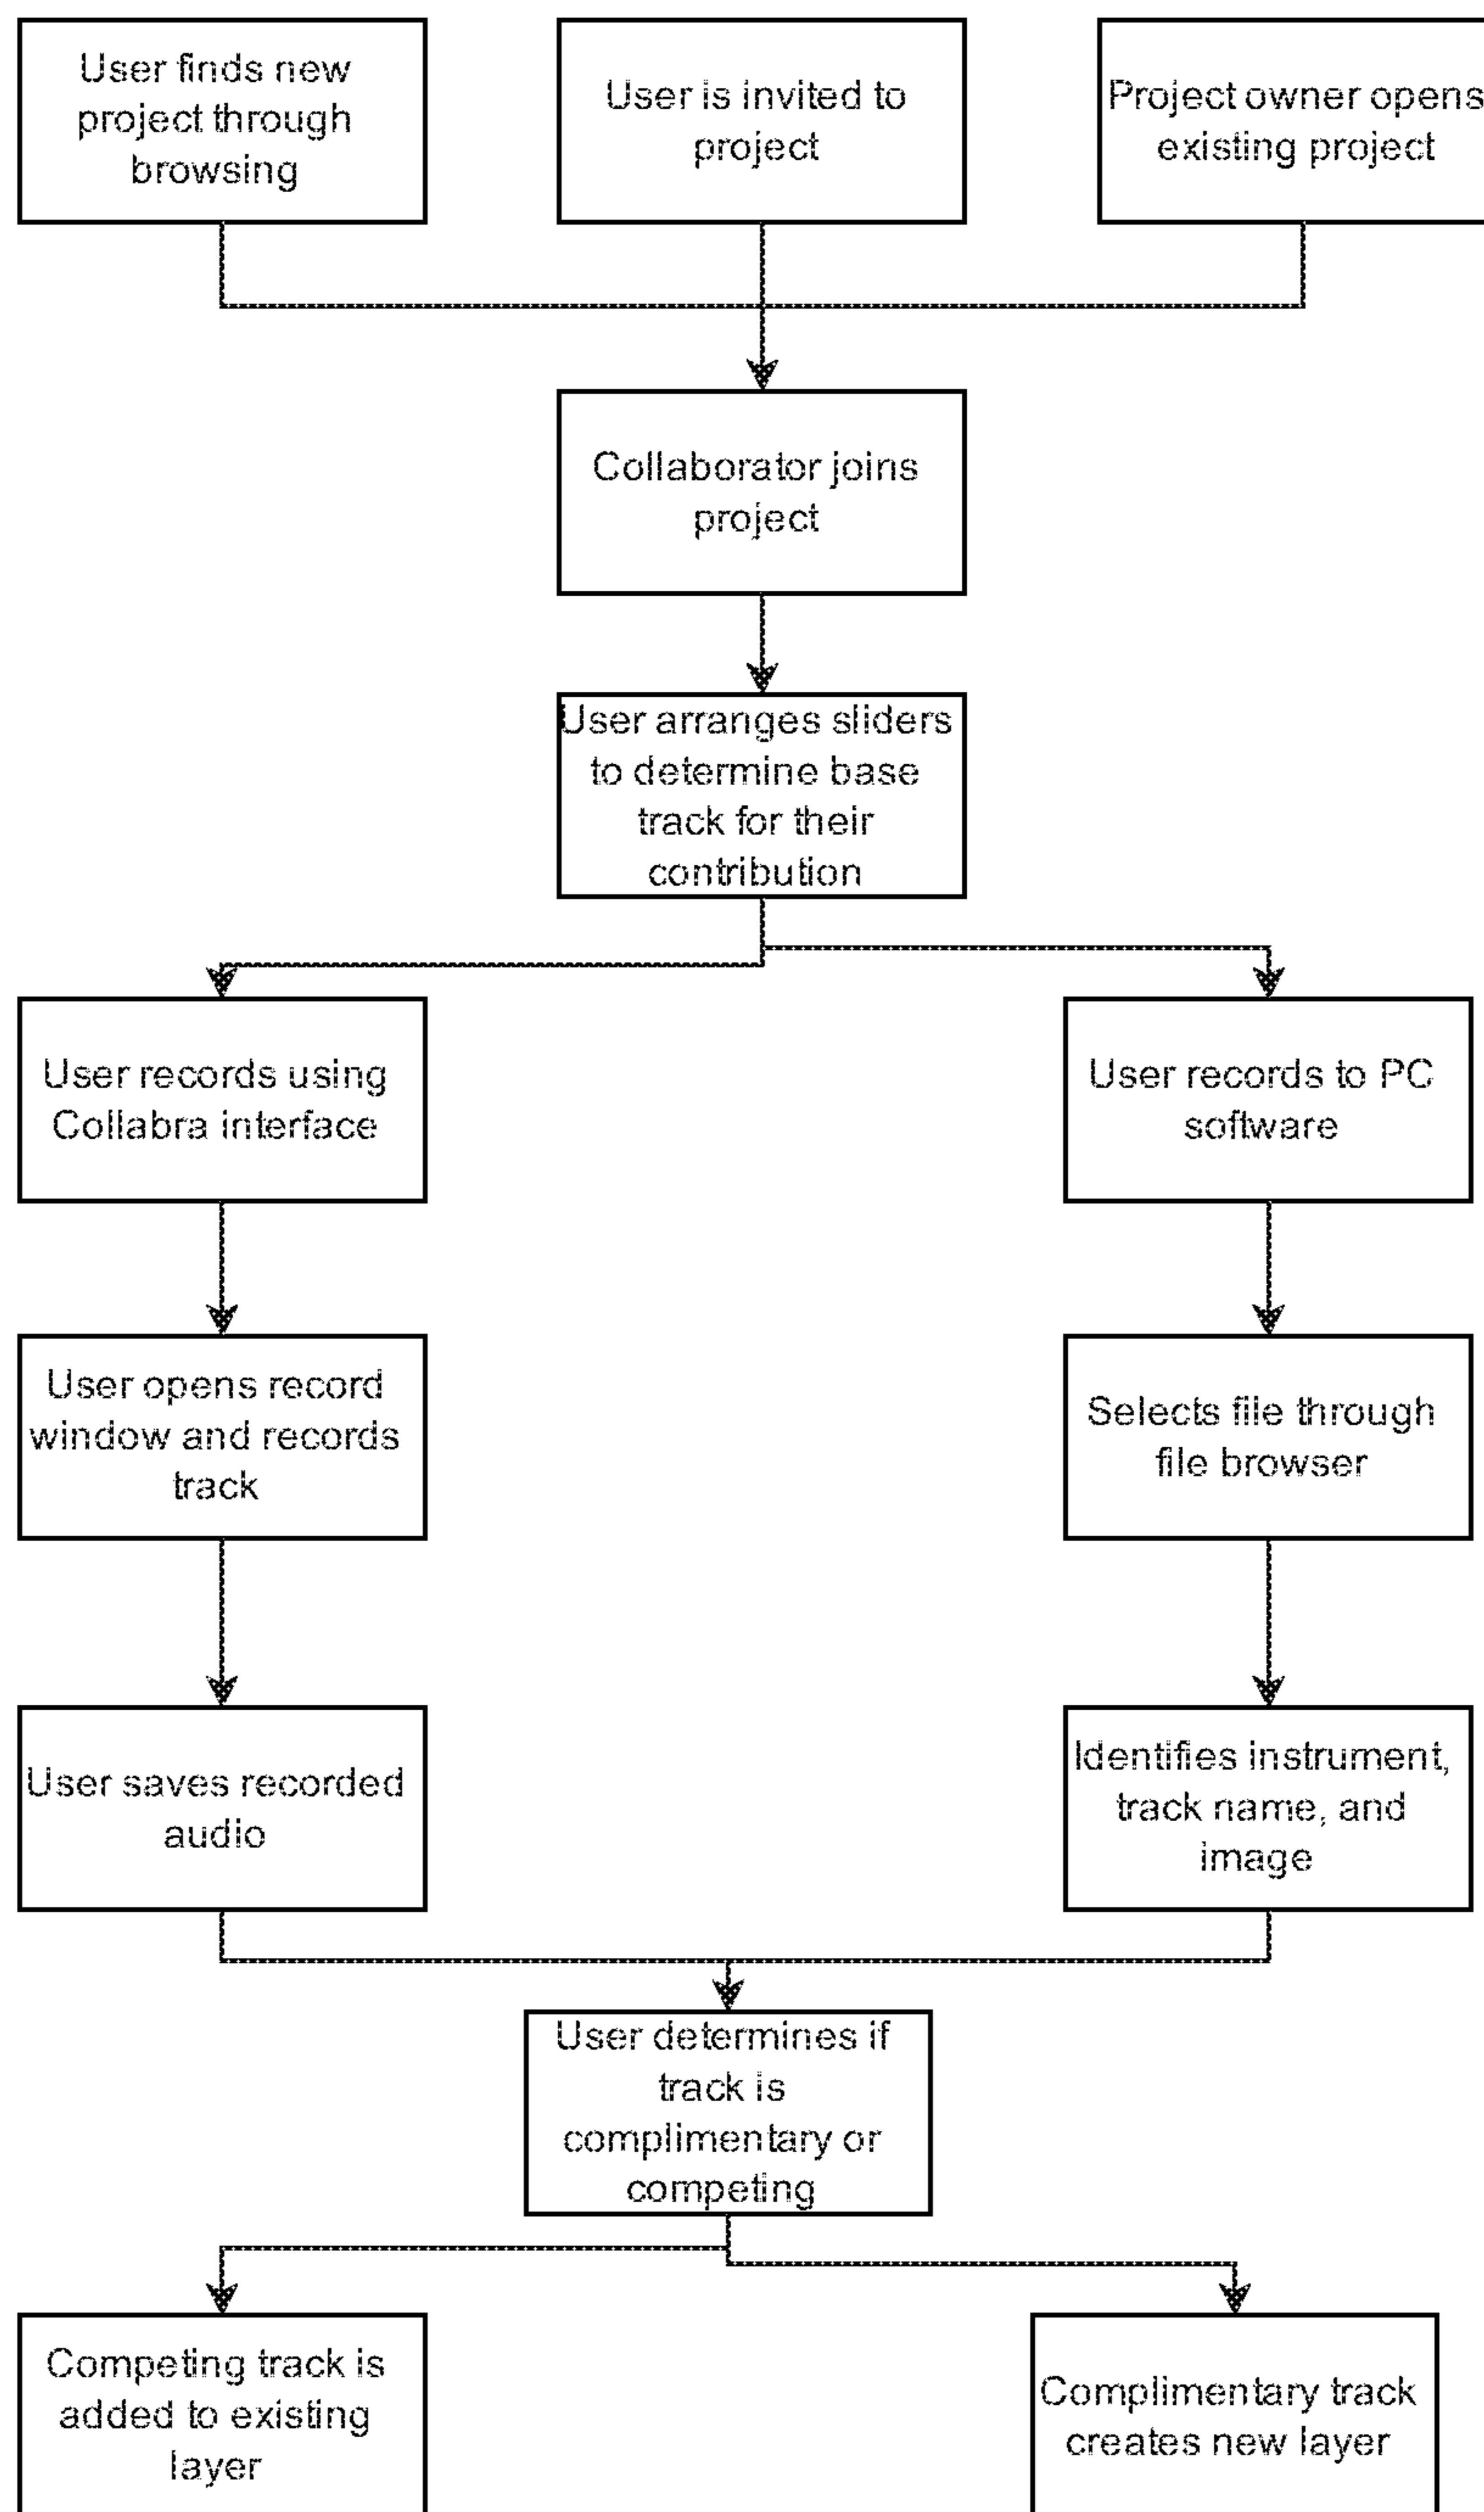 User finds new
project through
browsing
User is invited to
project
Project owner opens
existing project
Collaborator joins
project
User arranges sliders
to determine base
track for their
contribution
User records using
Collabra interface
User records to PC
software
User opens record
window and records
track
Selects file through
file browser
User saves recorded
audio
Identifies instrument,
track name, and
image
User determines if
track is
complimentary or
competing
Competing track is
added to existing
layer
Complimentary track
creates new layer